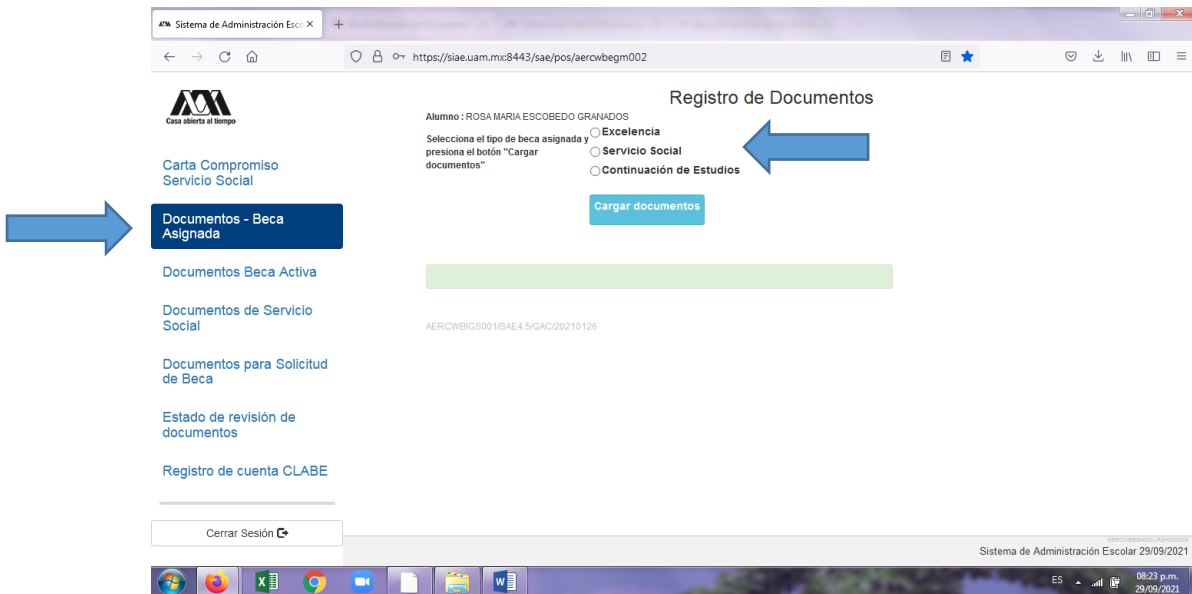 Sistema de Administración Esco
https://siae.uam.mx:8443/sae/pos/aercwbegm002
Casa abierta al tiempo
Carta Compromiso
Servicio Social
Documentos - Beca
Asignada
Documentos Beca Activa
Documentos de Servicio
Social
Documentos para Solicitud
de Beca
Estado de revisión de
documentos
Registro de cuenta CLABE
Cerrar Sesión
Registro de Documentos
Alumno : ROSA MARIA ESCOBEDO GRANADOS
Selecciona el tipo de beca asignada y
presiona el botón "Cargar
documentos"
Excelencia
Servicio Social
Continuación de Estudios
Cargar documentos
AERCWBIGS001/SAE4.5/GAC/20210126
Sistema de Administración Escolar 29/09/2021
ES
08:23 p.m.
29/09/2021